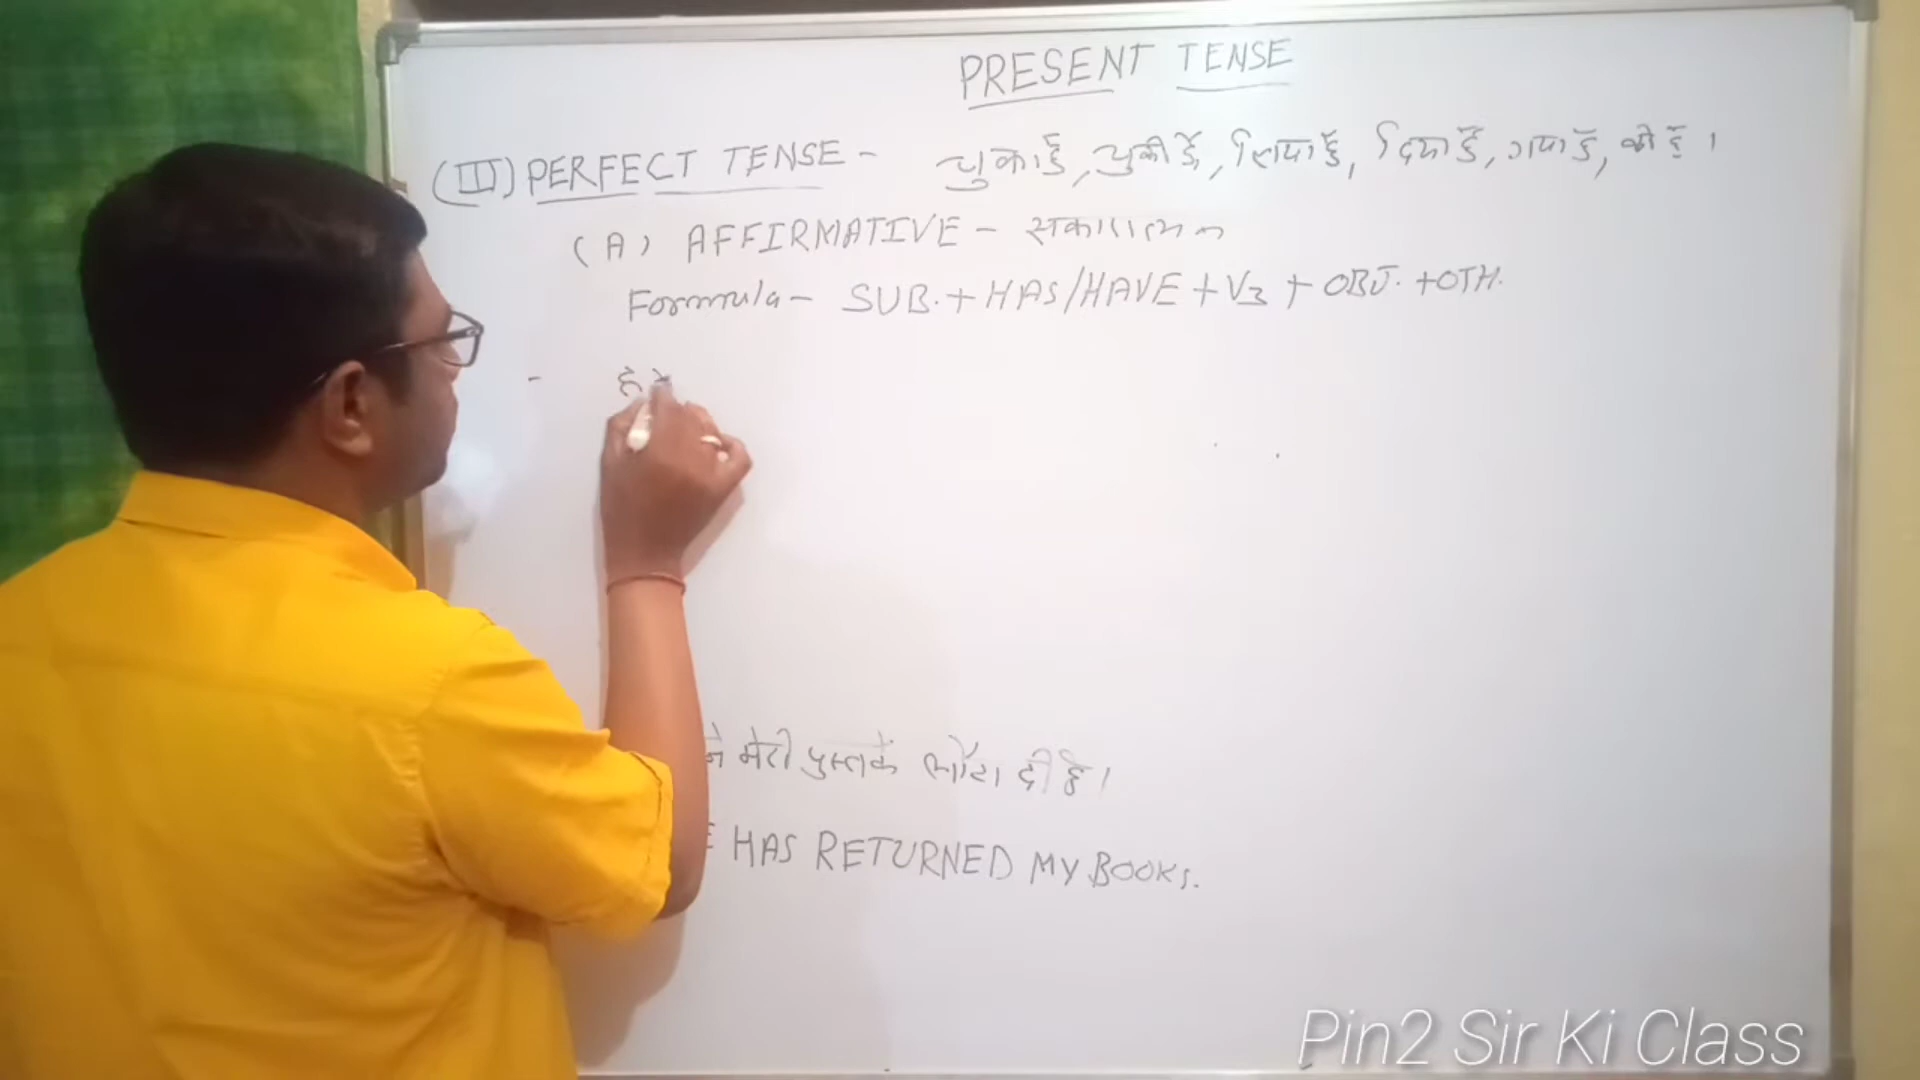 PRESENT TENSE
(III) PERFECT TENSE - चुका है, चुकी है, लिया है, दिया है, गया है, की है ।
(A) AFFIRMATIVE - सकारात्मक
Formula - SUB. + HAS/HAVE + V3 + OBJ. + OTH.
-
ने मेरी पुस्तकें लौटा दी है ।
HAS RETURNED MY BOOKS.
Pin2 Sir Ki Class